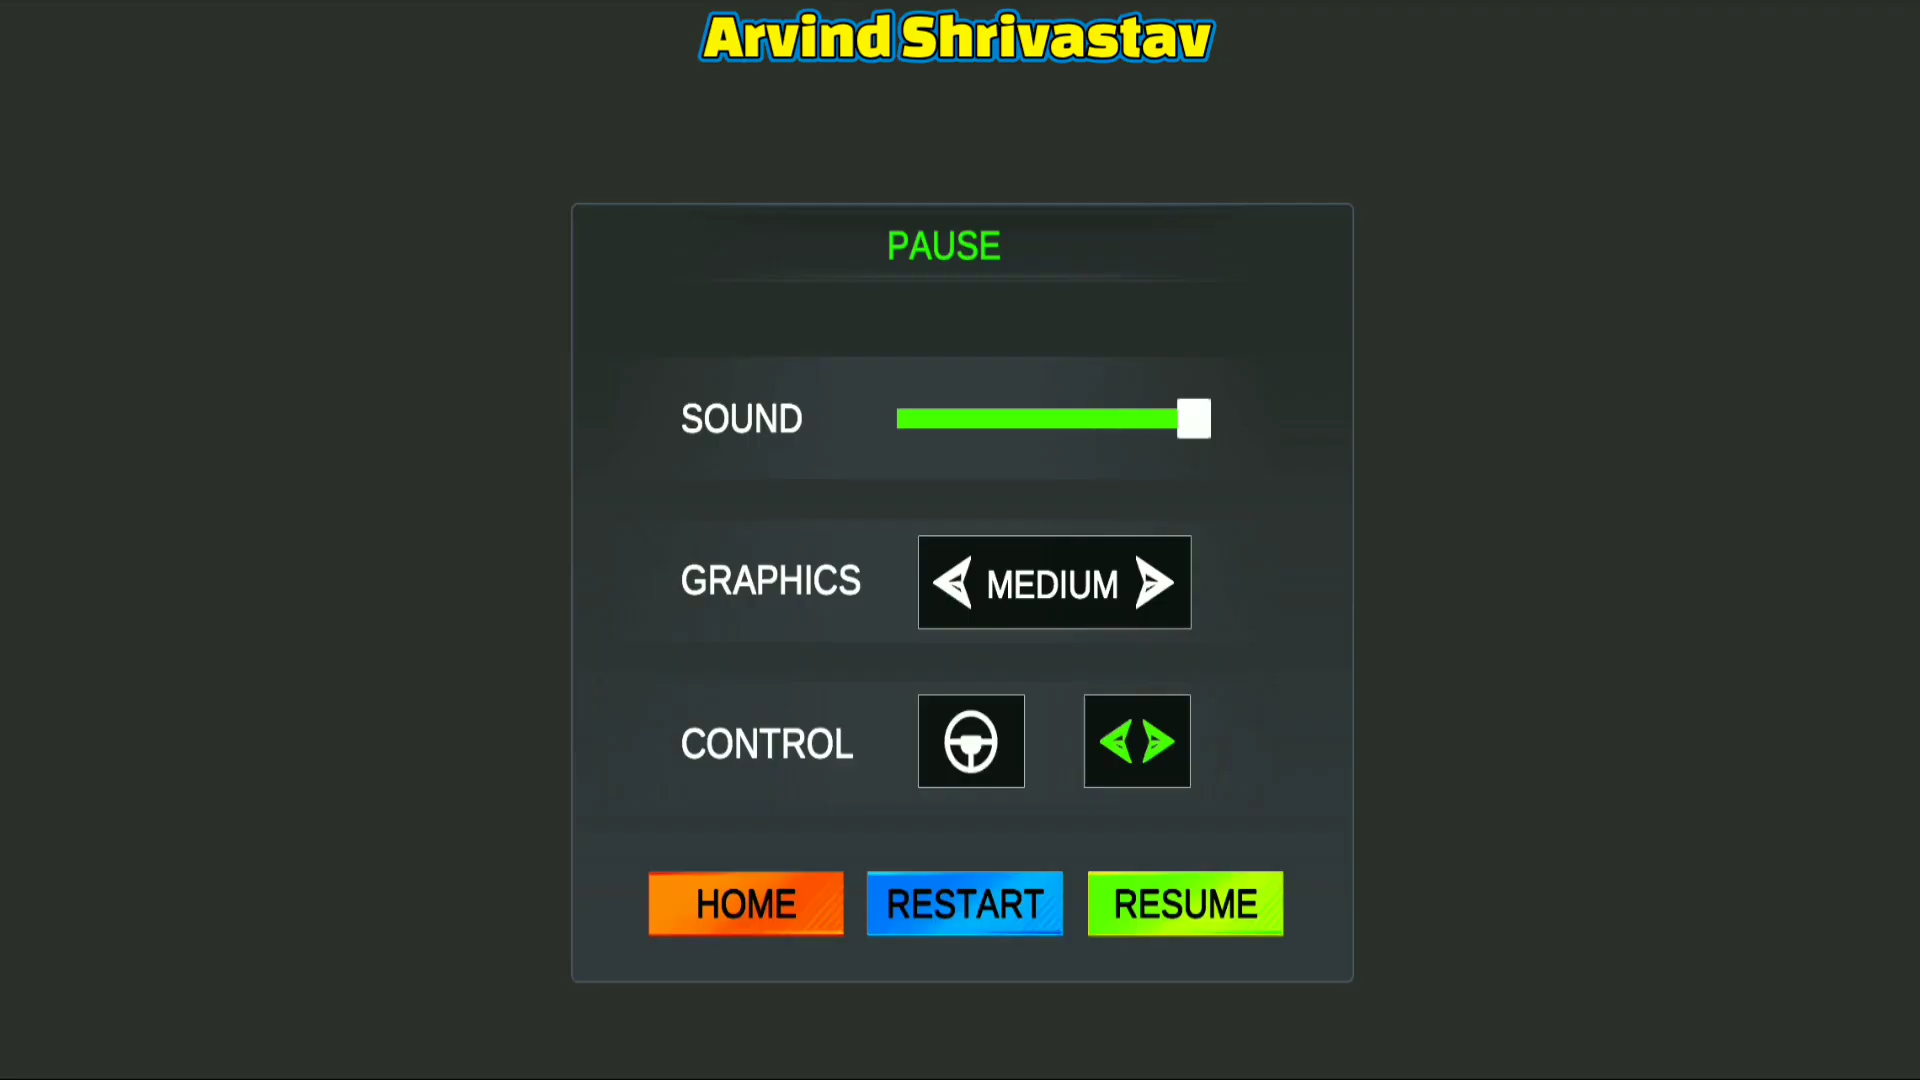 Arvind Shrivastav
PAUSE
SOUND
GRAPHICS
MEDIUM
CONTROL
HOME
RESTART
RESUME